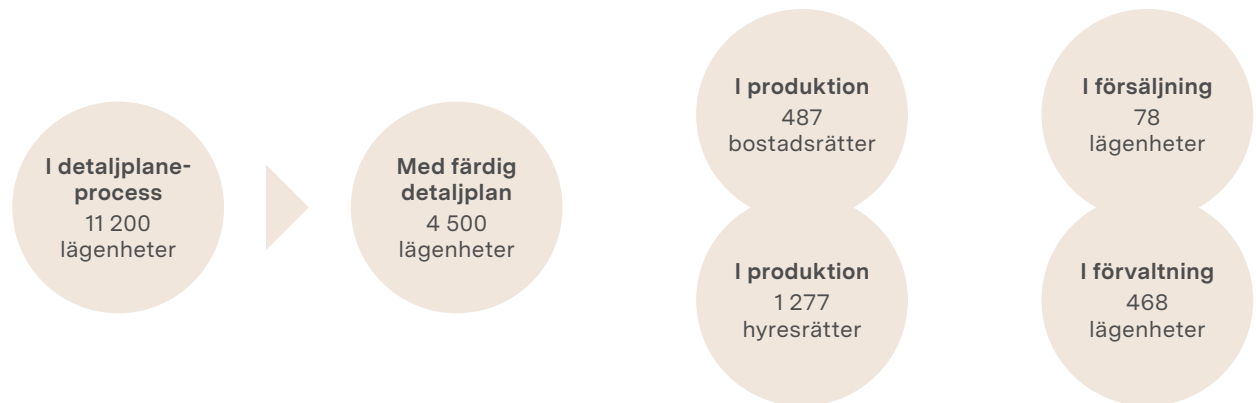 I detaljplane-
process
11 200
lägenheter
Med färdig
detaljplan
4 500
lägenheter
I produktion
487
bostadsrätter
I produktion
1 277
hyresrätter
I försäljning
78
lägenheter
I förvaltning
468
lägenheter